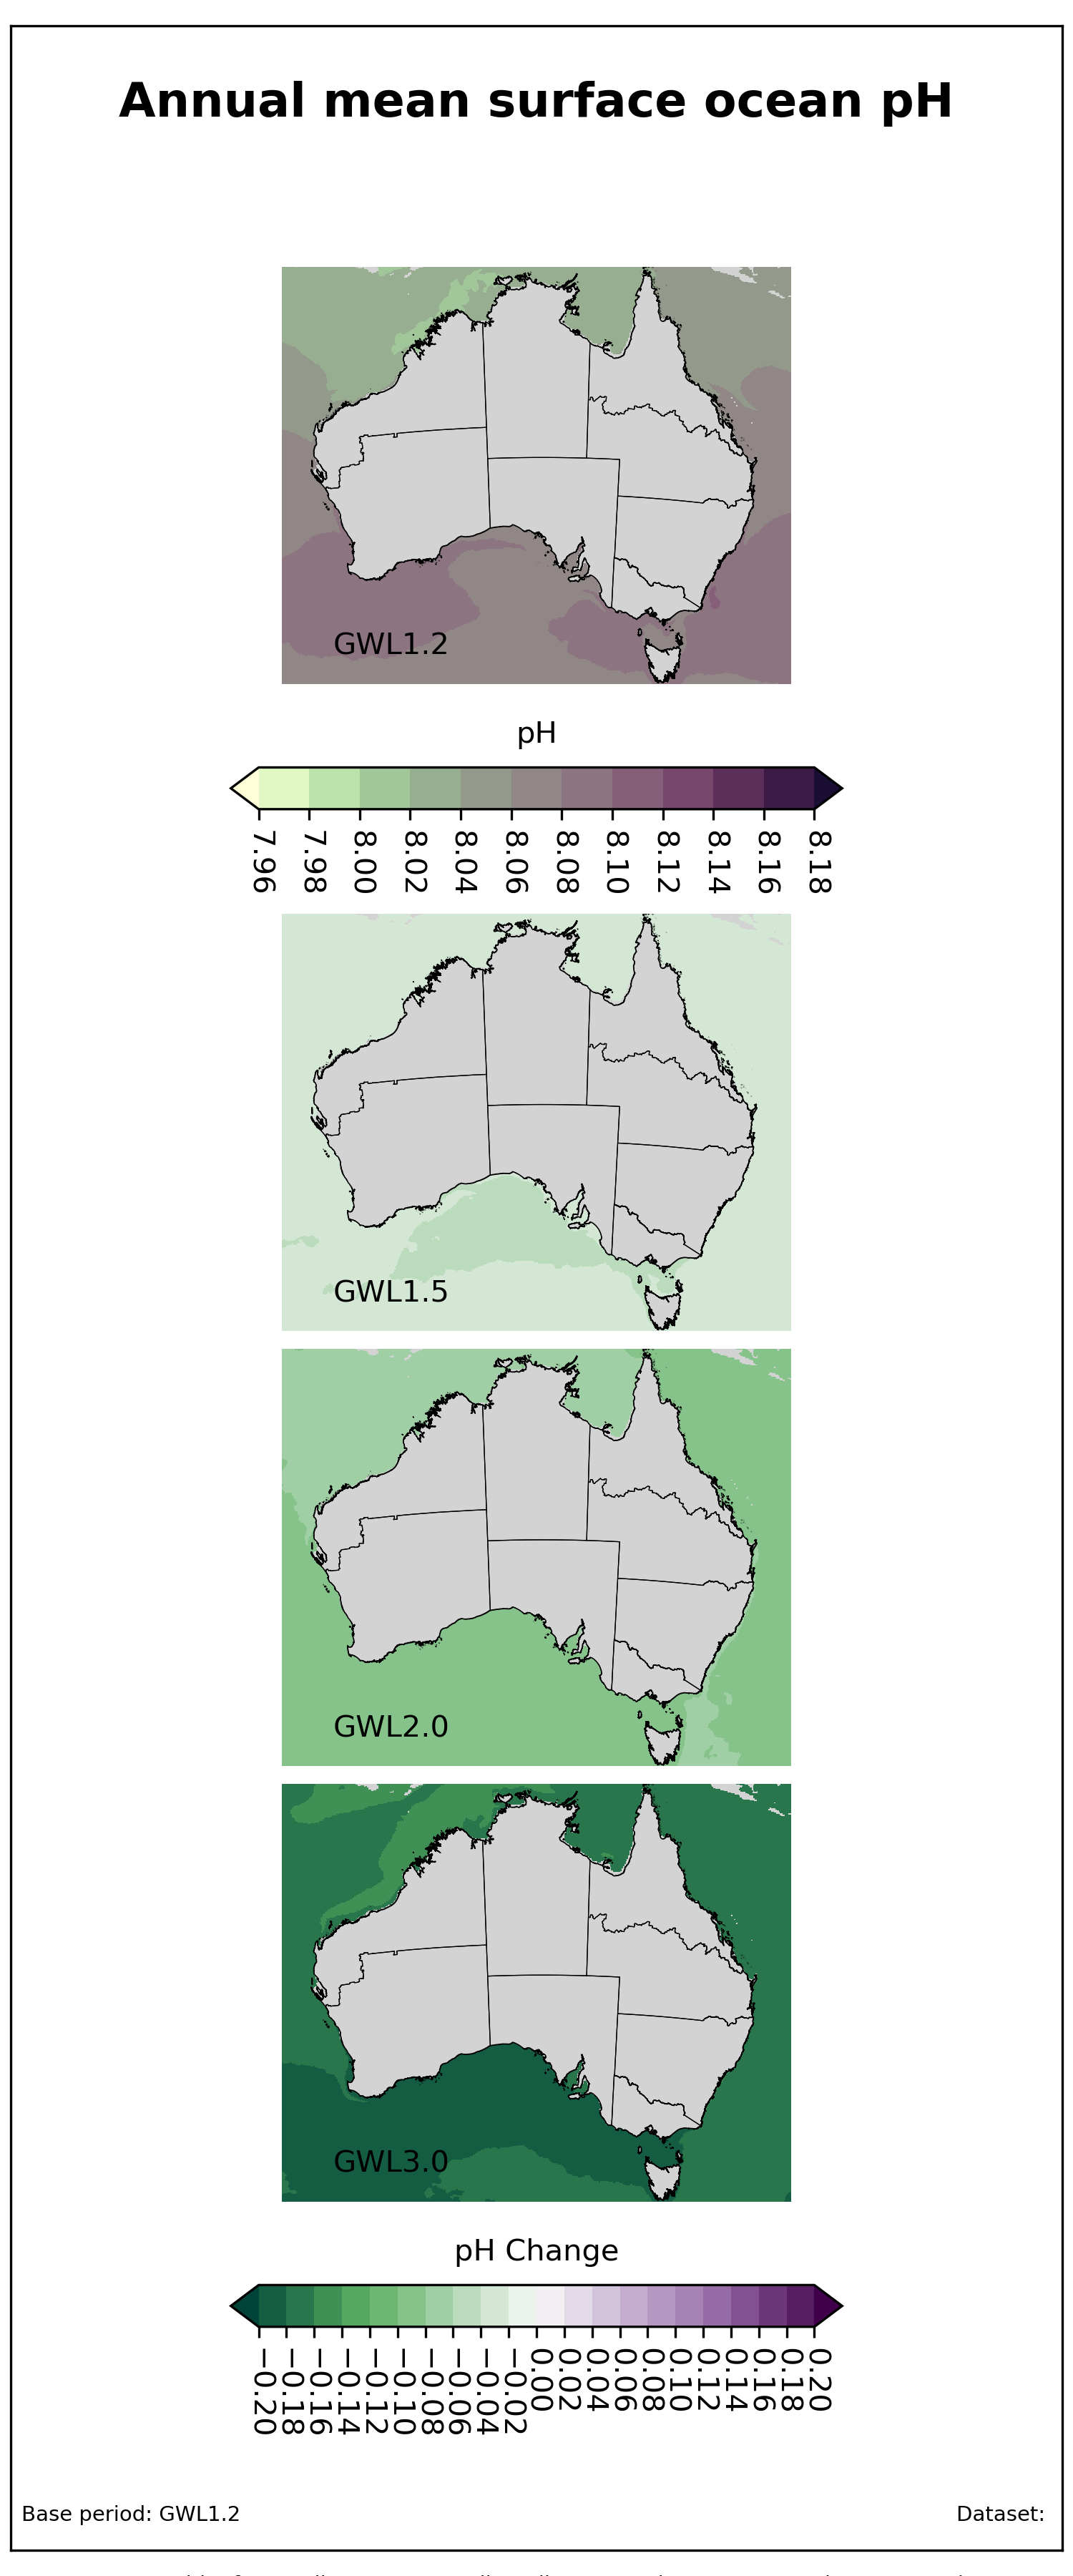 Annual mean surface ocean pH
GWL1.2
pH
7.96 7.98 8.00 8.02 8.04 8.06 8.08 8.10 8.12 8.14 8.16 8.18
GWL1.5
GWL2.0
GWL3.0
pH Change
−0.20 −0.18 −0.16 −0.14 −0.12 −0.10 −0.08 −0.06 −0.04 −0.02 0.00 0.02 0.04 0.06 0.08 0.10 0.12 0.14 0.16 0.18 0.20
Base period: GWL1.2
Dataset: